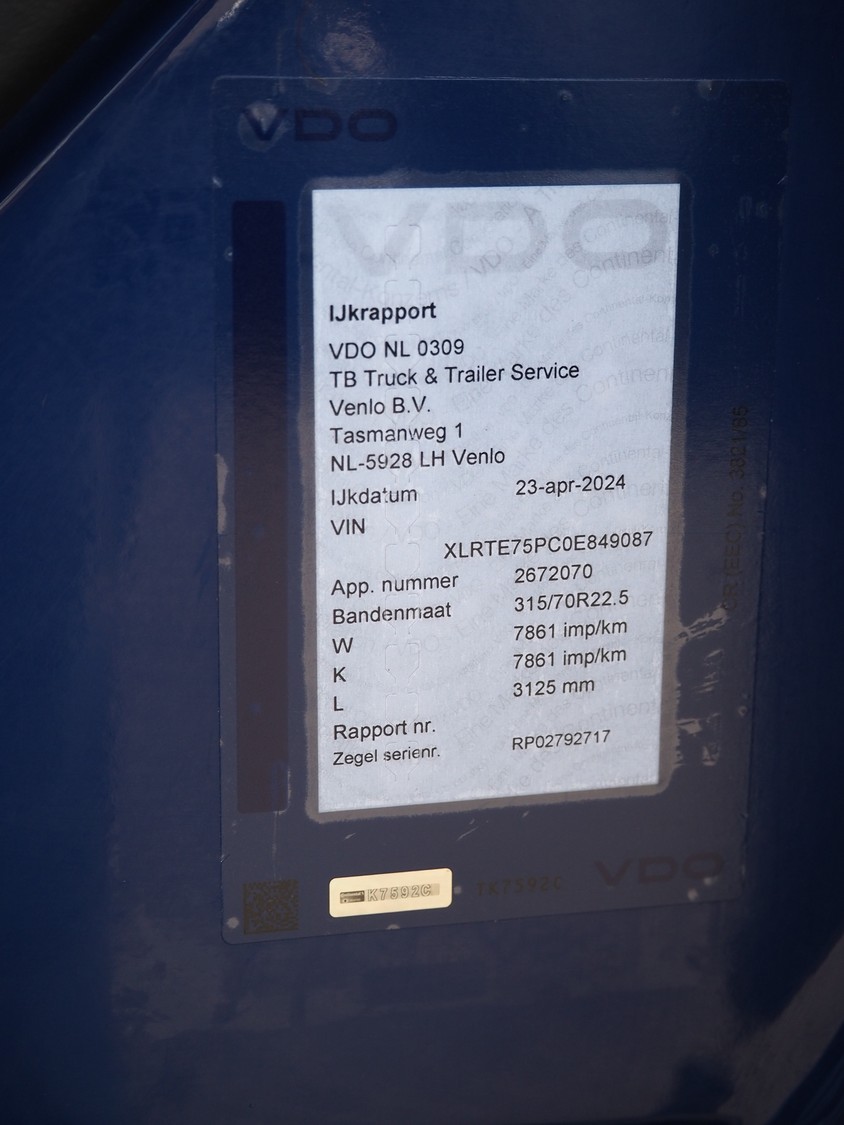 VDO
VDO
IJkrapport
VDO NL 0309
TB Truck & Trailer Service
Venlo B.V.
Tasmanweg 1
NL-5928 LH Venlo
IJkdatum 23-apr-2024
VIN
XLRTE75PC0E849087
App. nummer 2672070
Bandenmaat 315/70R22.5
W 7861 imp/km
K 7861 imp/km
L 3125 mm
Rapport nr.
Zegel serienr. RP02792717
K7592C
TK7592C
VDO